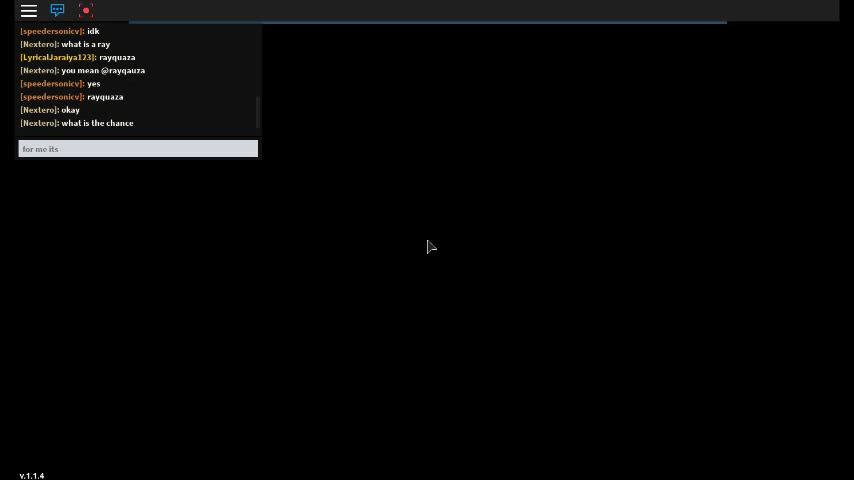 [speedersonicv]: idk
[Nextero]: what is a ray
[LyricalJaraiya123]: rayquaza
[Nextero]: you mean @rayqauza
[speedersonicv]: yes
[speedersonicv]: rayquaza
[Nextero]: okay
[Nextero]: what is the chance
for me its
v.1.1.4